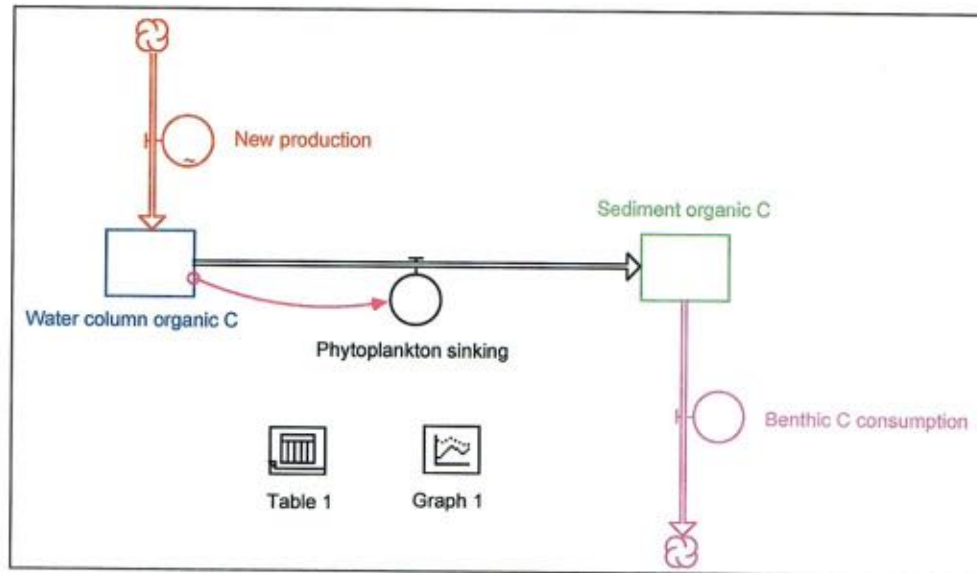 New production
Sediment organic C
Water column organic C
Phytoplankton sinking
Benthic C consumption
Table 1
Graph 1